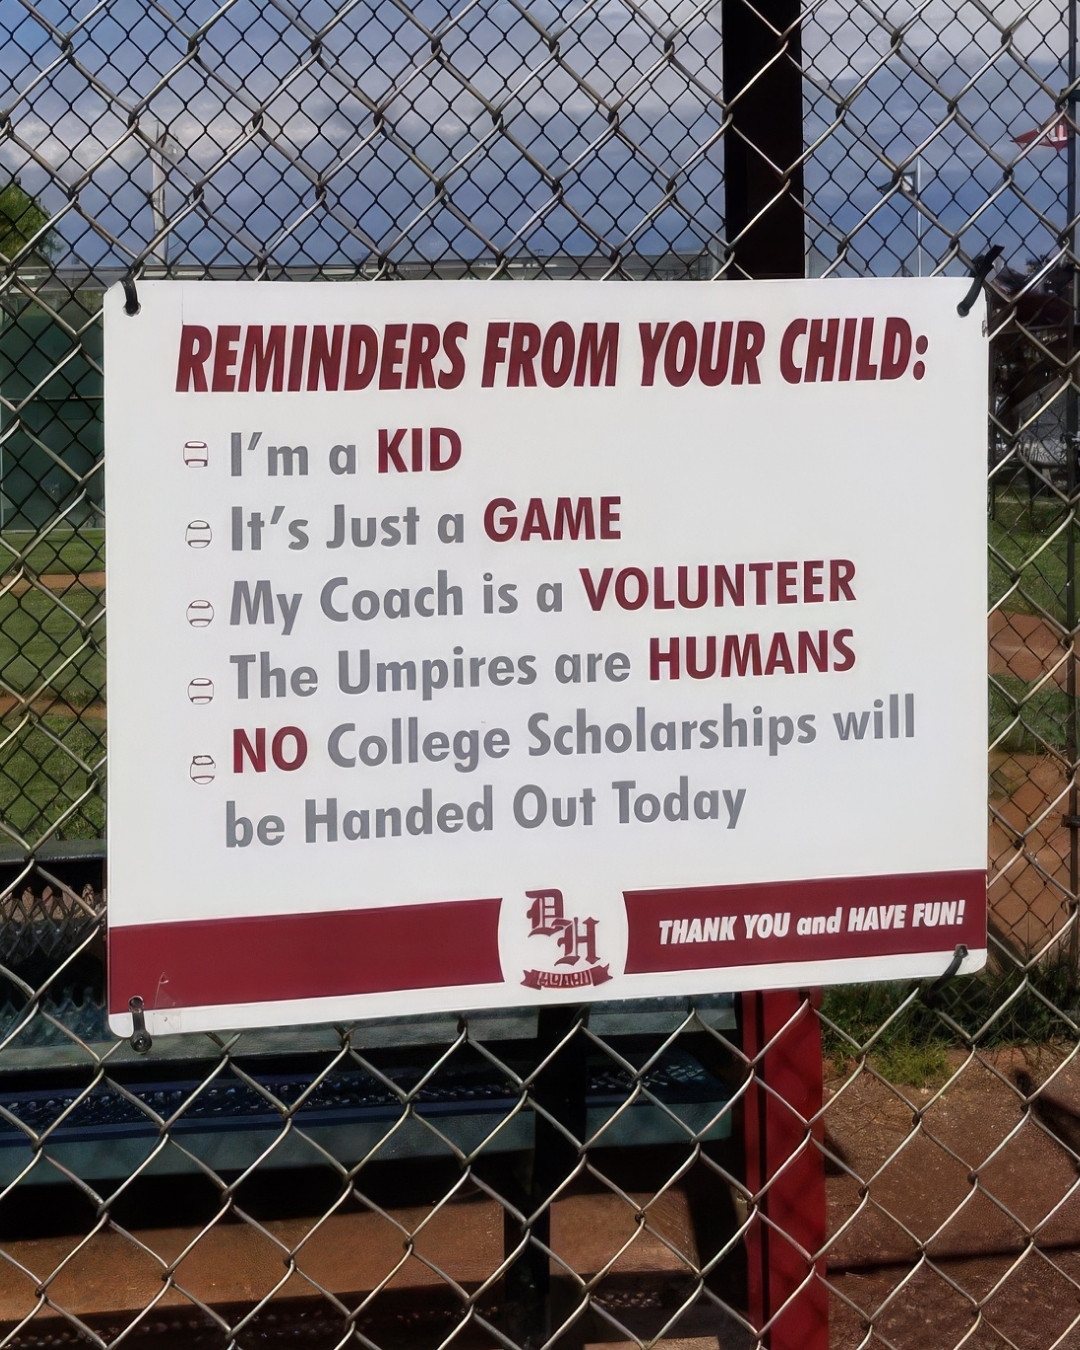 REMINDERS FROM YOUR CHILD:
I'm a KID
It's Just a GAME
My Coach is a VOLUNTEER
The Umpires are HUMANS
NO College Scholarships will
be Handed Out Today
DH
THANK YOU and HAVE FUN!